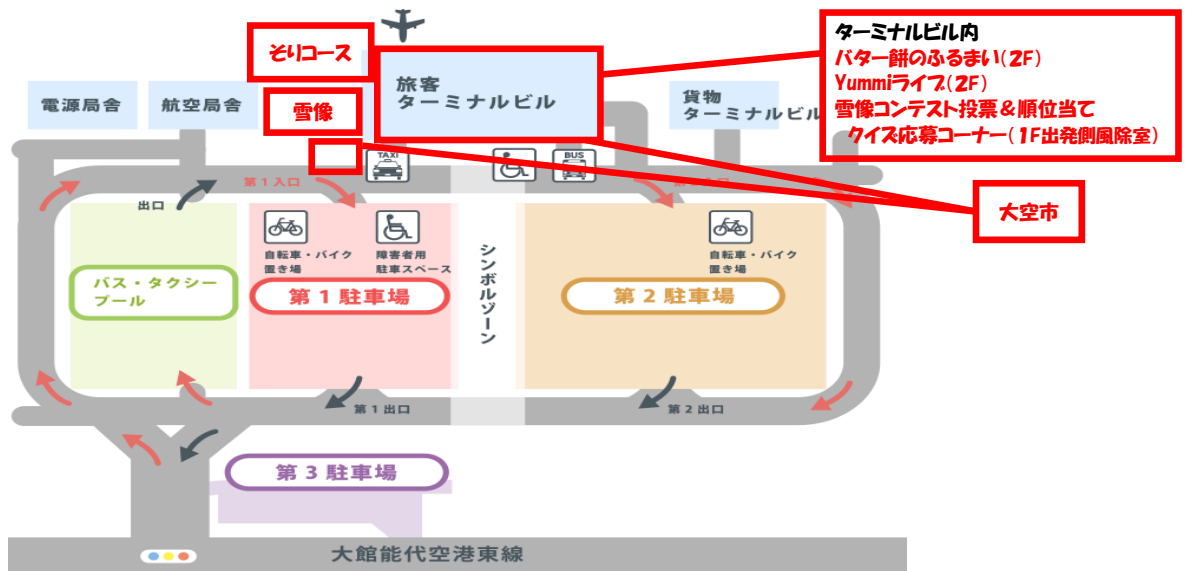 そりコース
ターミナルビル内
バター餅のふるまい(2F)
Yummiライブ(2F)
雪像コンテスト投票&順位当て
クイズ応募コーナー(1F出発側風除室)
旅客
ターミナルビル
電源局舎
航空局舎
雪像
貨物
ターミナルビル
TAXI
BUS
第1入口
出口
大空市
自転車・バイク
置き場
障害者用
駐車スペース
シンボルゾーン
自転車・バイク
置き場
バス・タクシー
プール
第1駐車場
第2駐車場
第1出口
第2出口
第3駐車場
大館能代空港東線